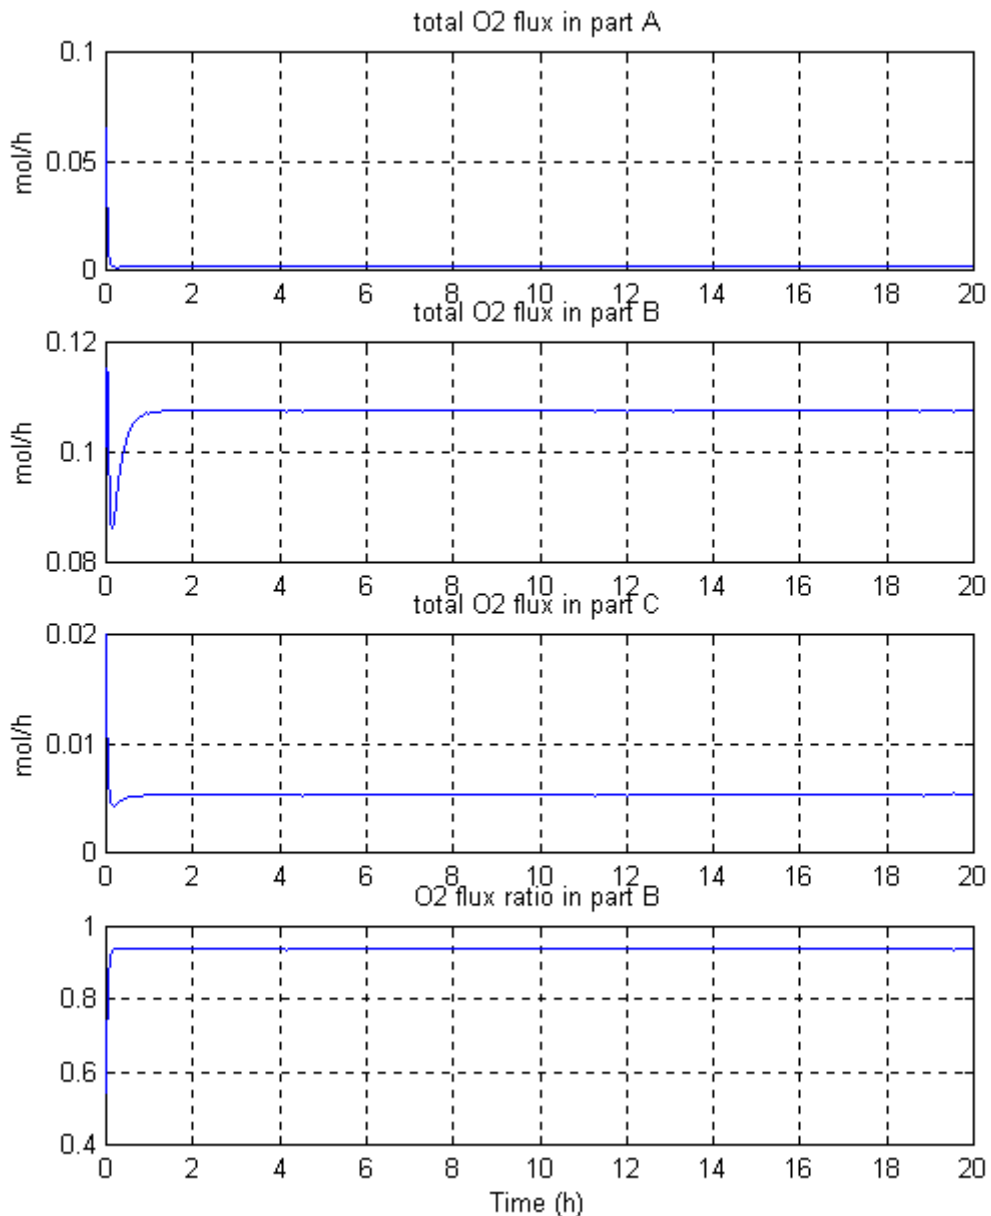 total O2 flux in part A
0.1
0.05
0
mol/h
0 2 4 6 8 10 12 14 16 18 20
total O2 flux in part B
0.12
0.1
0.08
mol/h
0 2 4 6 8 10 12 14 16 18 20
total O2 flux in part C
0.02
0.01
0
mol/h
0 2 4 6 8 10 12 14 16 18 20
O2 flux ratio in part B
1
0.8
0.6
0.4
0 2 4 6 8 10 12 14 16 18 20
Time (h)